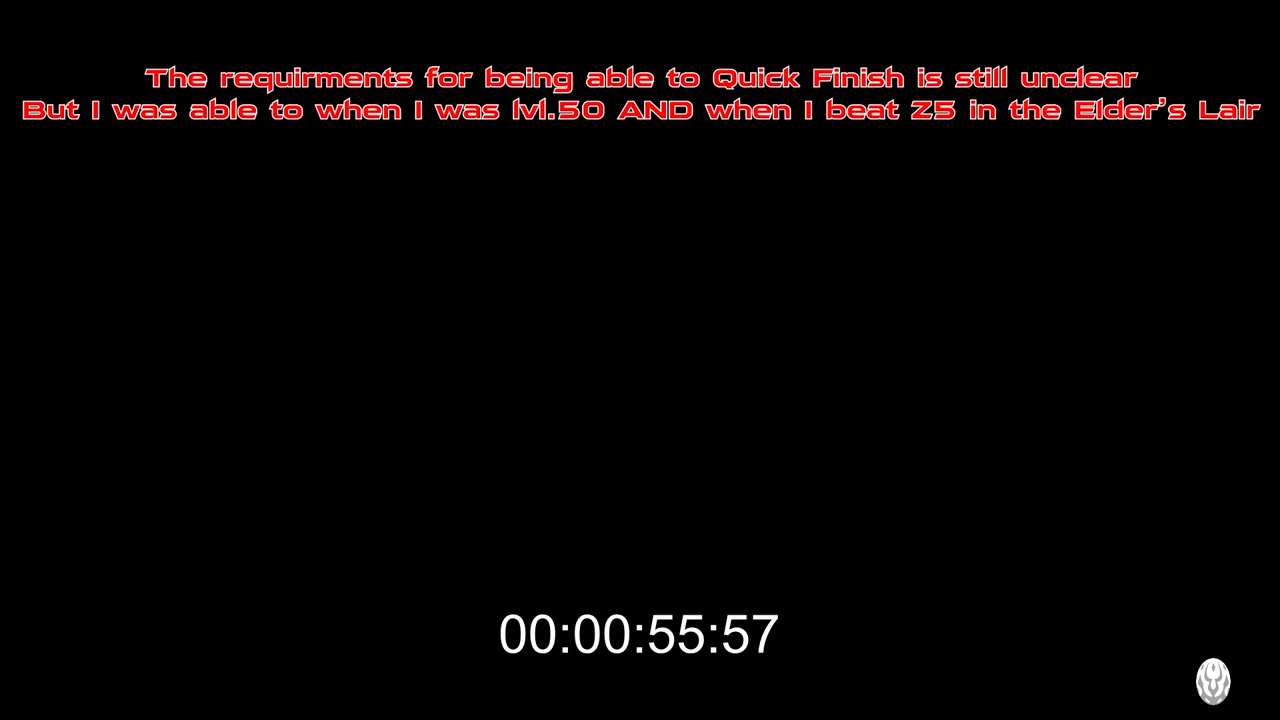 The requirments for being able to Quick Finish is still unclear
But I was able to when I was lvl.50 AND when I beat Z5 in the Elder's Lair
00:00:55:57